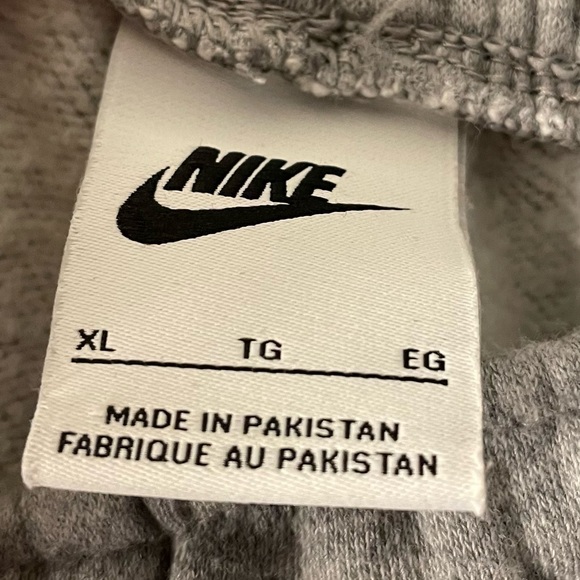 NIKE
XL TG EG
MADE IN PAKISTAN
FABRIQUE AU PAKISTAN